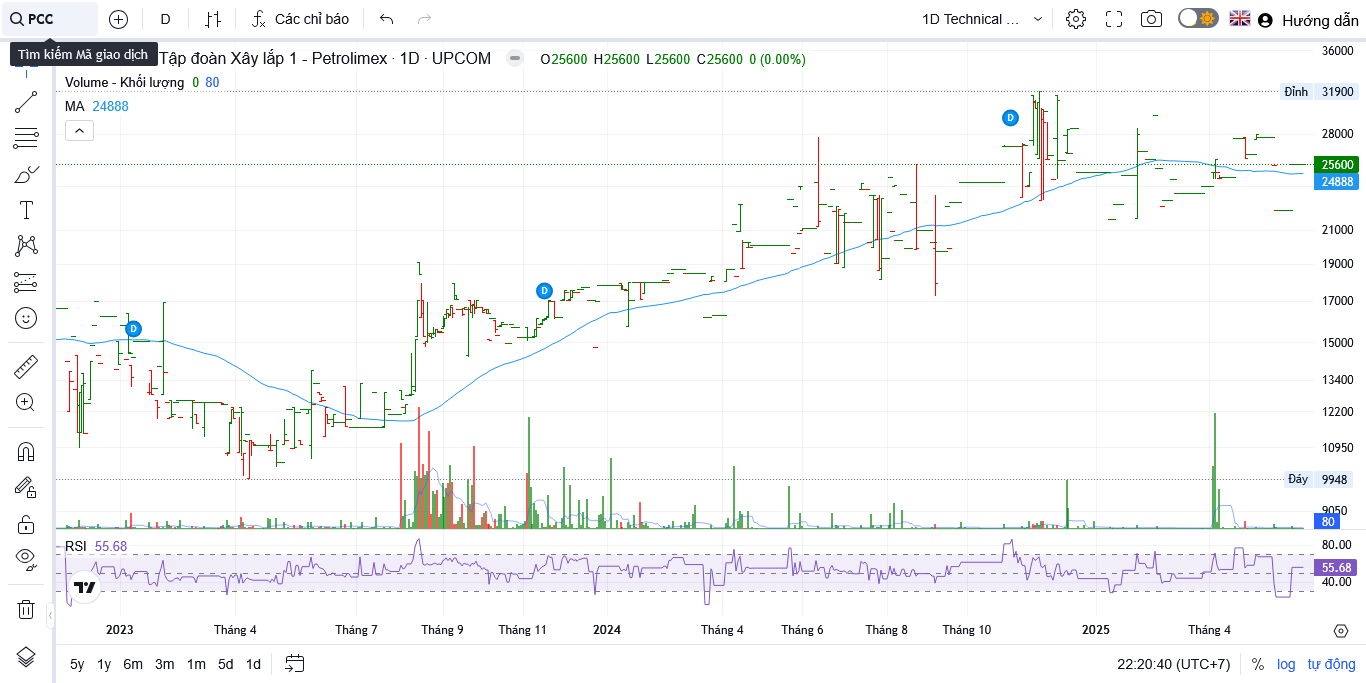 PCC
D
Các chỉ báo
1D Technical ...
Hướng dẫn
Tìm kiếm Mã giao dịch
Tập đoàn Xây lắp 1 - Petrolimex · 1D · UPCOM
O25600 H25600 L25600 C25600 0 (0.00%)
Volume - Khối lượng 0 80
MA 24888
36000
Đỉnh 31900
28000
25600
24888
21000
19000
17000
15000
13400
12200
10950
Đáy 9948
9050
80
D
D
D
RSI 55.68
80.00
55.68
40.00
2023 Tháng 4 Tháng 7 Tháng 9 Tháng 11 2024 Tháng 4 Tháng 6 Tháng 8 Tháng 10 2025 Tháng 4
5y 1y 6m 3m 1m 5d 1d
22:20:40 (UTC+7) % log tự động